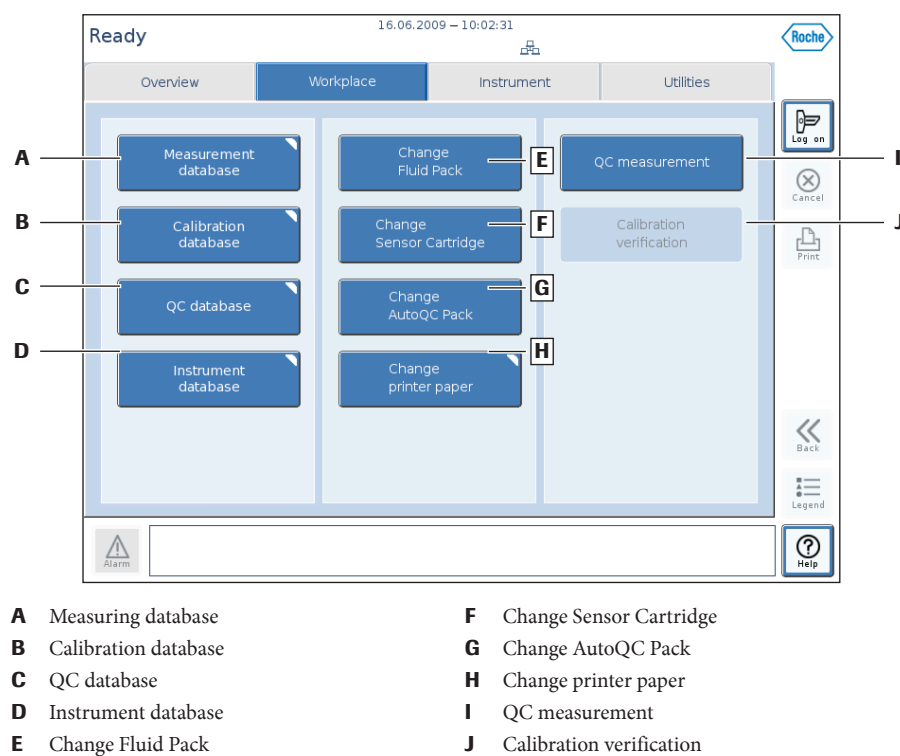 Ready
16.06.2009 – 10:02:31
Roche
Overview
Workplace
Instrument
Utilities
Log on
Cancel
Print
Back
Legend
Help
Alarm
A
Measurement
database
B
Calibration
database
C
QC database
D
Instrument
database
Change
Fluid Pack
E
Change
Sensor Cartridge
F
Change
AutoQC Pack
G
Change
printer paper
H
QC measurement
Calibration
verification
A Measuring database
B Calibration database
C QC database
D Instrument database
E Change Fluid Pack
F Change Sensor Cartridge
G Change AutoQC Pack
H Change printer paper
I QC measurement
J Calibration verification